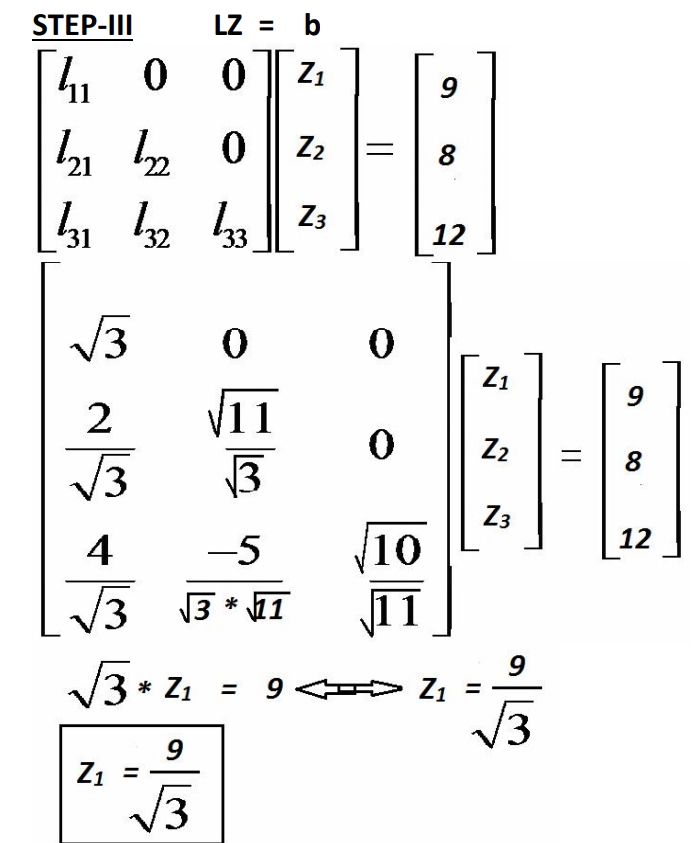 STEP-III LZ = b
[ l₁₁ 0 0 ] [ Z₁ ] [ 9 ]
[ l₂₁ l₂₂ 0 ] [ Z₂ ] = [ 8 ]
[ l₃₁ l₃₂ l₃₃ ] [ Z₃ ] [ 12 ]
[ √3 0 0 ] [ Z₁ ] [ 9 ]
[ 2/√3 √11/√3 0 ] [ Z₂ ] = [ 8 ]
[ 4/√3 −5/(√3 * √11) √10/√11 ] [ Z₃ ] [ 12 ]
√3 * Z₁ = 9 ⟺ Z₁ = 9/√3
Z₁ = 9/√3